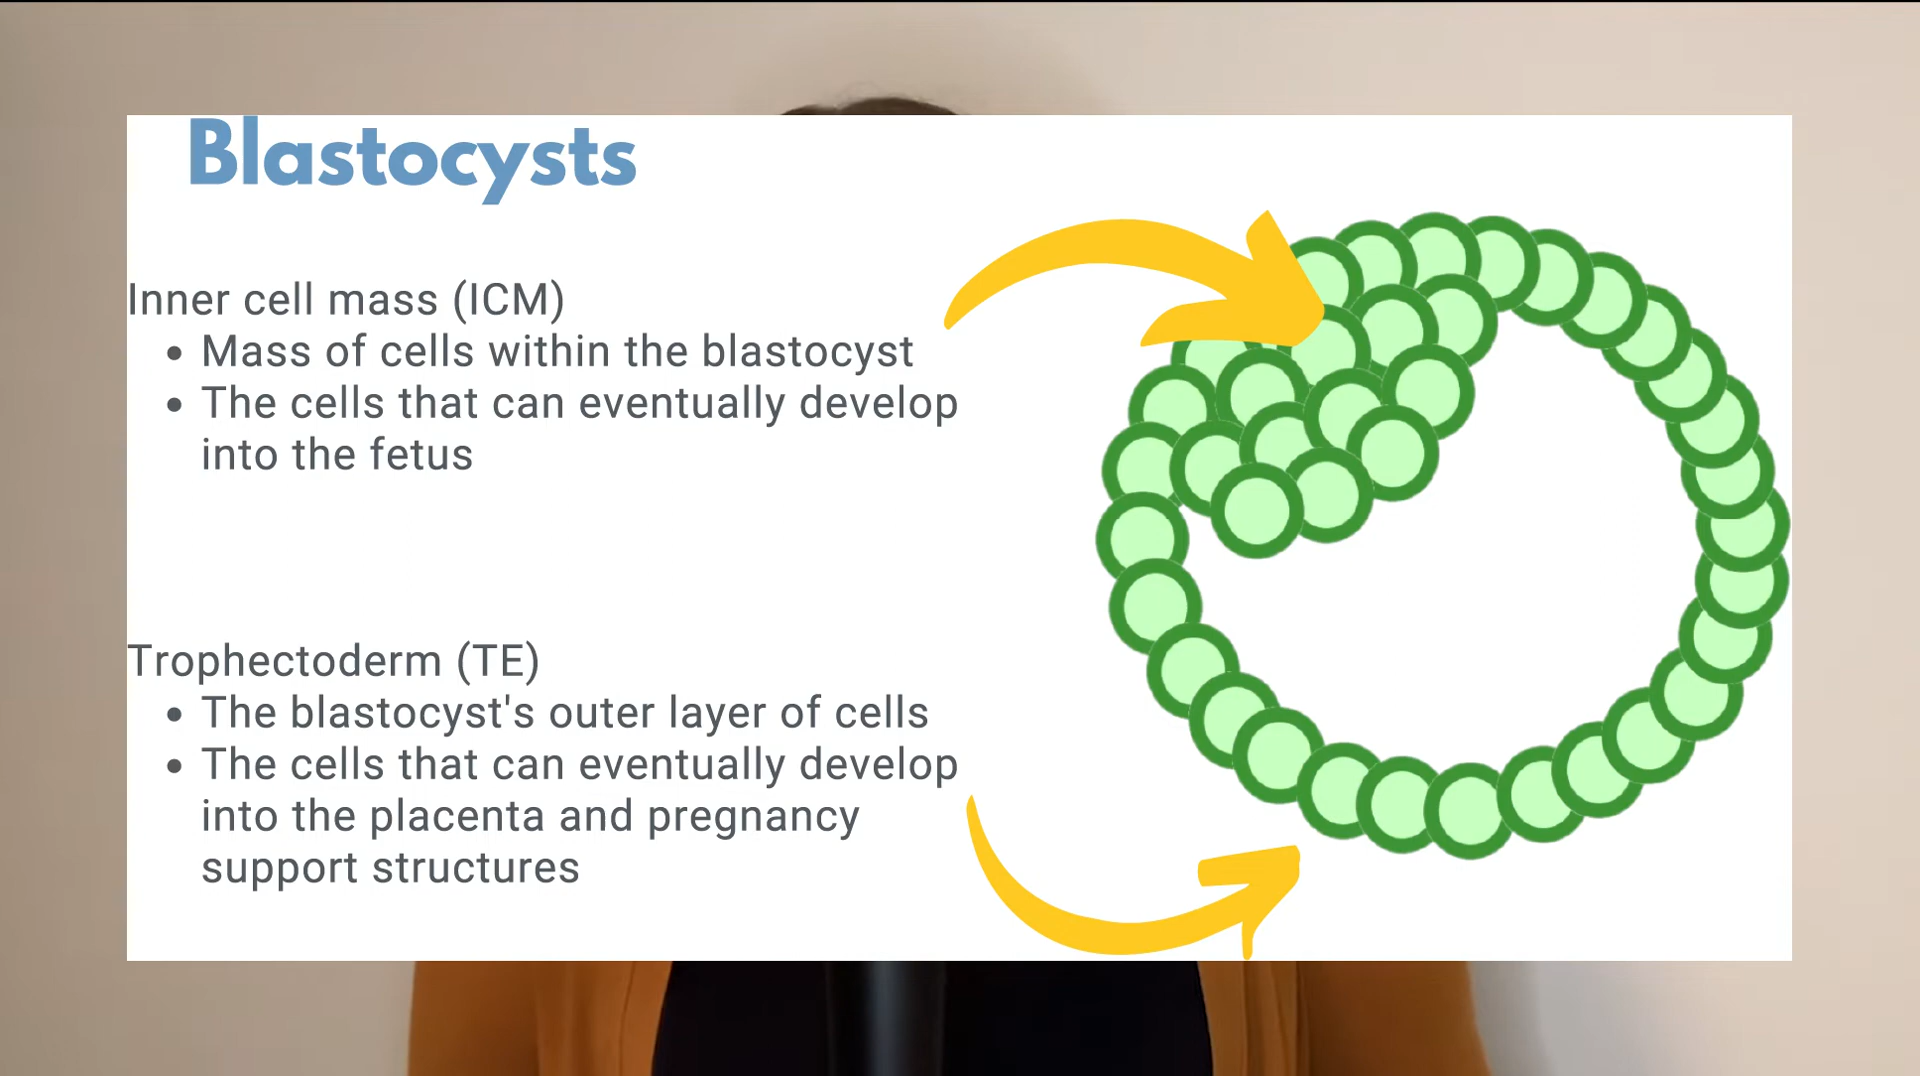 Blastocysts
Inner cell mass (ICM)
• Mass of cells within the blastocyst
• The cells that can eventually develop
into the fetus
Trophectoderm (TE)
• The blastocyst's outer layer of cells
• The cells that can eventually develop
into the placenta and pregnancy
support structures